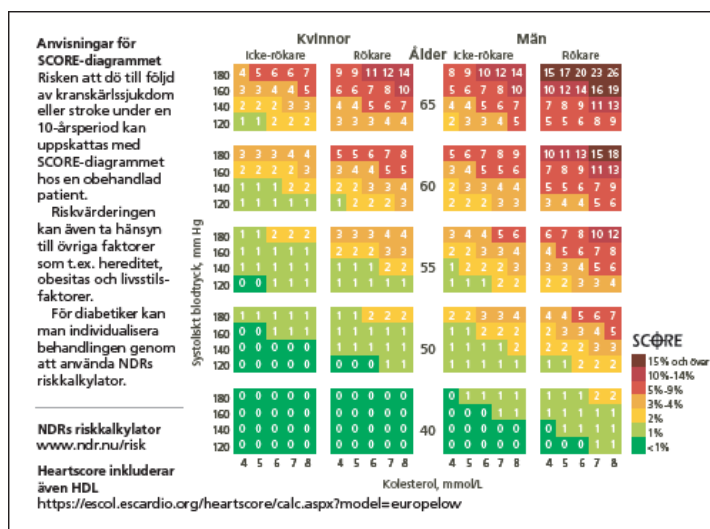 Anvisningar för
SCORE-diagrammet
Risken att dö till följd
av kranskärlssjukdom
eller stroke under en
10-årsperiod kan
uppskattas med
SCORE-diagrammet
hos en obehandlad
patient.
Riskvärderingen
kan även ta hänsyn
till övriga faktorer
som t.ex. hereditet,
obesitas och livsstils-
faktorer.
För diabetiker kan
man individualisera
behandlingen genom
att använda NDRs
riskkalkylator.
NDRs riskkalkylator
www.ndr.nu/risk
Heartscore inkluderar
även HDL
https://escol.escardio.org/heartscore/calc.aspx?model=europelow
Kvinnor Män
Icke-rökare Rökare Ålder Icke-rökare Rökare
Systoliskt blodtryck, mm Hg
180 4 5 6 6 7 9 9 11 12 14 8 9 10 12 14 15 17 20 23 26
160 3 3 4 4 5 6 6 7 8 10 5 6 7 8 10 10 12 14 16 19
65
140 2 2 2 3 3 4 4 5 6 7 4 4 5 6 7 7 8 9 11 13
120 1 1 2 2 2 3 3 3 4 4 2 3 3 4 5 5 5 6 8 9
180 3 3 3 4 4 5 5 6 7 8 5 6 7 8 9 10 11 13 15 18
160 2 2 2 2 3 3 4 4 5 5 3 4 5 5 6 7 8 9 11 13
60
140 1 1 1 2 2 2 2 3 3 4 2 3 3 4 4 5 5 6 7 9
120 1 1 1 1 1 1 2 2 2 3 2 2 2 3 3 3 4 4 5 6
180 1 1 2 2 2 3 3 3 4 4 3 3 4 5 6 6 7 8 10 12
160 1 1 1 1 1 2 2 2 3 3 2 2 3 3 4 4 5 6 7 8
55
140 1 1 1 1 1 1 1 1 2 2 1 2 2 2 3 3 3 4 5 6
120 0 0 1 1 1 1 1 1 1 1 1 1 1 2 2 2 2 3 3 4
180 1 1 1 1 1 1 1 2 2 2 2 2 3 3 4 4 4 5 6 7
160 0 0 1 1 1 1 1 1 1 1 1 1 2 2 2 2 3 3 4 5
50
140 0 0 0 0 0 1 1 1 1 1 1 1 1 1 2 2 2 2 3 3
120 0 0 0 0 0 0 0 0 1 1 1 1 1 1 1 1 1 2 2 2
180 0 0 0 0 0 0 0 0 0 0 0 1 1 1 1 1 1 1 2 2
160 0 0 0 0 0 0 0 0 0 0 0 0 0 1 1 1 1 1 1 1
40
140 0 0 0 0 0 0 0 0 0 0 0 0 0 0 0 0 1 1 1 1
120 0 0 0 0 0 0 0 0 0 0 0 0 0 0 0 0 0 0 1 1
4 5 6 7 8 4 5 6 7 8 4 5 6 7 8 4 5 6 7 8
Kolesterol, mmol/L
SCORE
15% och över
10%-14%
5%-9%
3%-4%
2%
1%
<1%